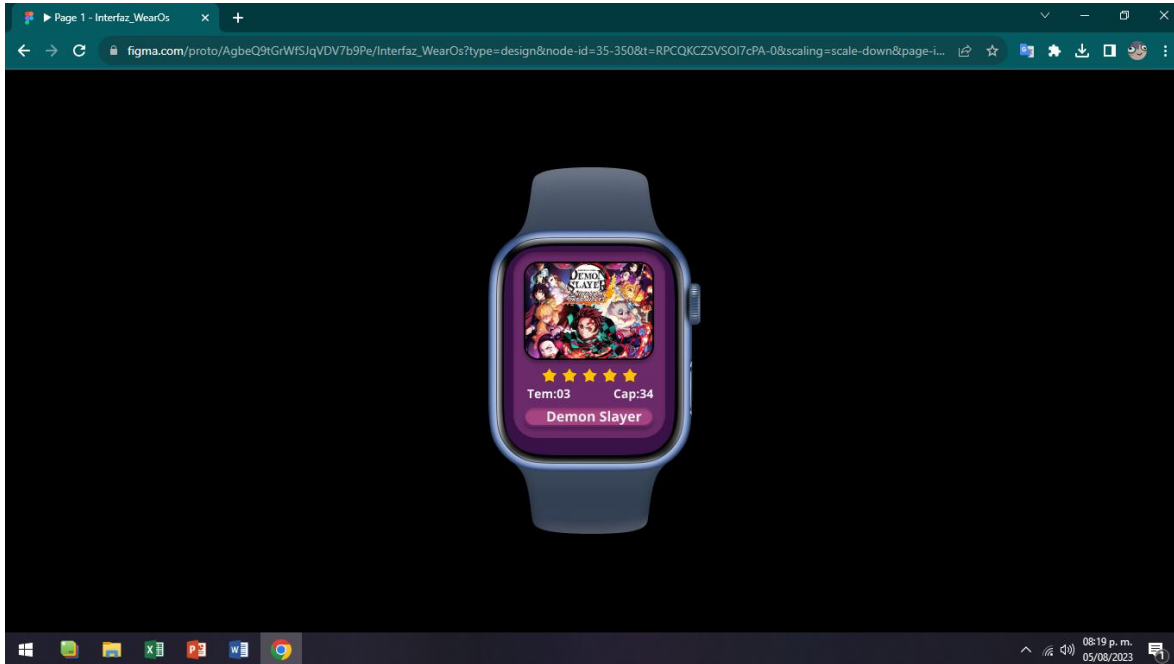 Page 1 - Interfaz_WearOs
figma.com/proto/AgbeQ9tGrWfSJqVDV7b9Pe/Interfaz_WearOs?type=design&node-id=35-350&t=RPCQKCZSVSOI7cPA-0&scaling=scale-down&page-i...
DEMON
SLAYER
Tem:03 Cap:34
Demon Slayer
08:19 p. m.
05/08/2023